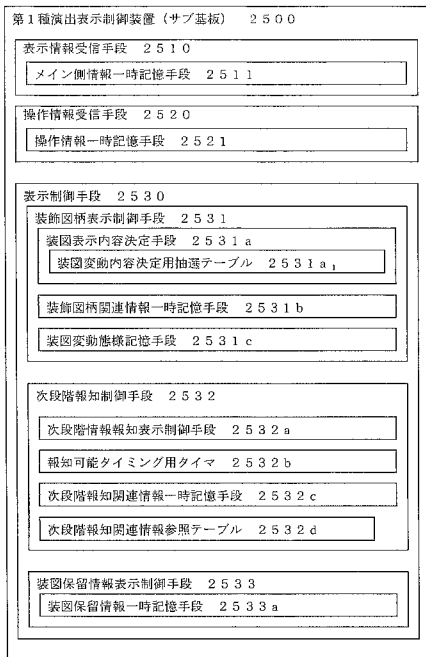 第１種演出表示制御装置（サブ基板） ２５００
表示情報受信手段 ２５１０
メイン側情報一時記憶手段 ２５１１
操作情報受信手段 ２５２０
操作情報一時記憶手段 ２５２１
表示制御手段 ２５３０
装飾図柄表示制御手段 ２５３１
装図表示内容決定手段 ２５３１ａ
装図変動内容決定用抽選テーブル ２５３１ａ₁
装飾図柄関連情報一時記憶手段 ２５３１ｂ
装図変動態様記憶手段 ２５３１ｃ
次段階報知制御手段 ２５３２
次段階情報報知表示制御手段 ２５３２ａ
報知可能タイミング用タイマ ２５３２ｂ
次段階報知関連情報一時記憶手段 ２５３２ｃ
次段階報知関連情報参照テーブル ２５３２ｄ
装図保留情報表示制御手段 ２５３３
装図保留情報一時記憶手段 ２５３３ａ